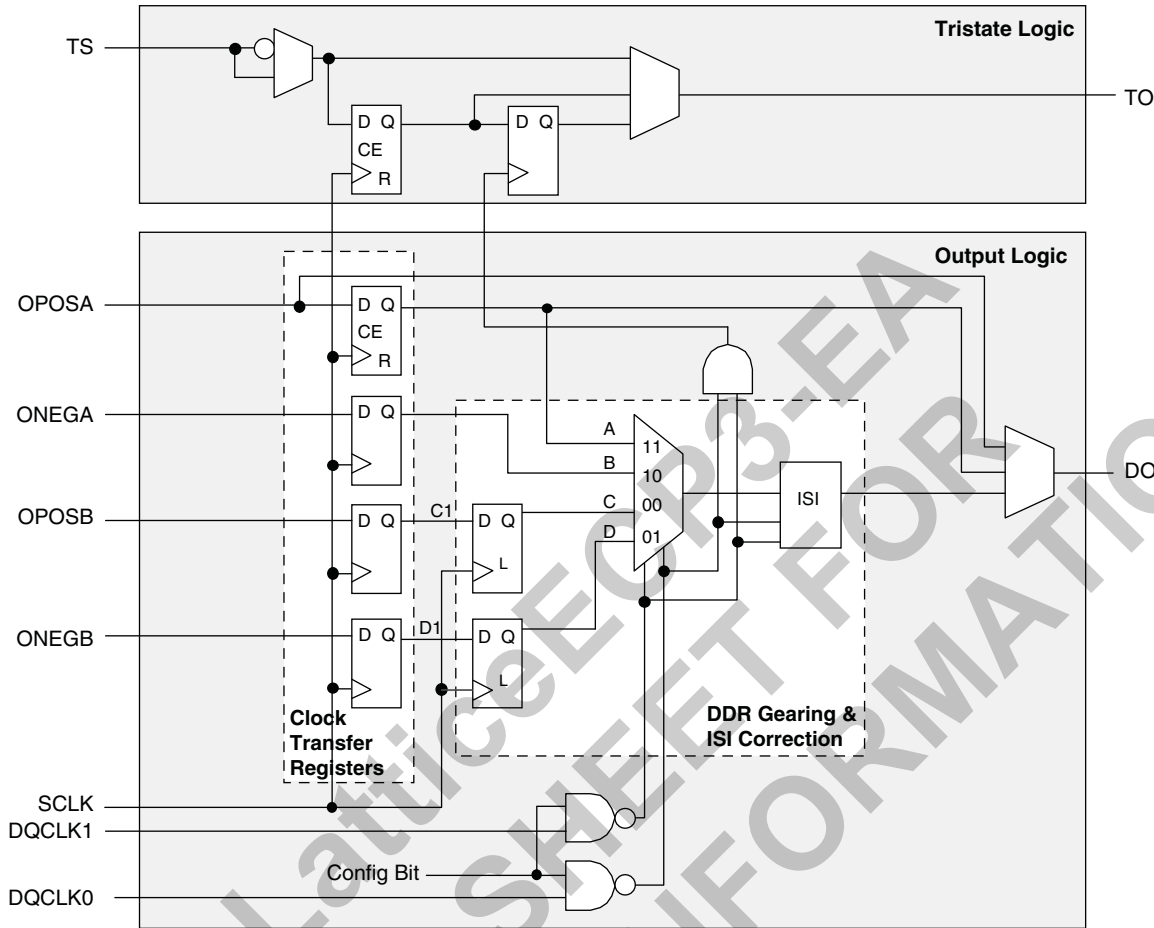 Tristate Logic
TS
TO
D Q
CE
R
D Q
Output Logic
OPOSA
D Q
CE
R
ONEGA
D Q
OPOSB
D Q
C1
D Q
L
ONEGB
D Q
D1
D Q
L
A
11
B
10
C
00
D
01
ISI
DO
Clock
Transfer
Registers
DDR Gearing &
ISI Correction
SCLK
DQCLK1
Config Bit
DQCLK0
LatticeECP3-EA
SHEET FOR